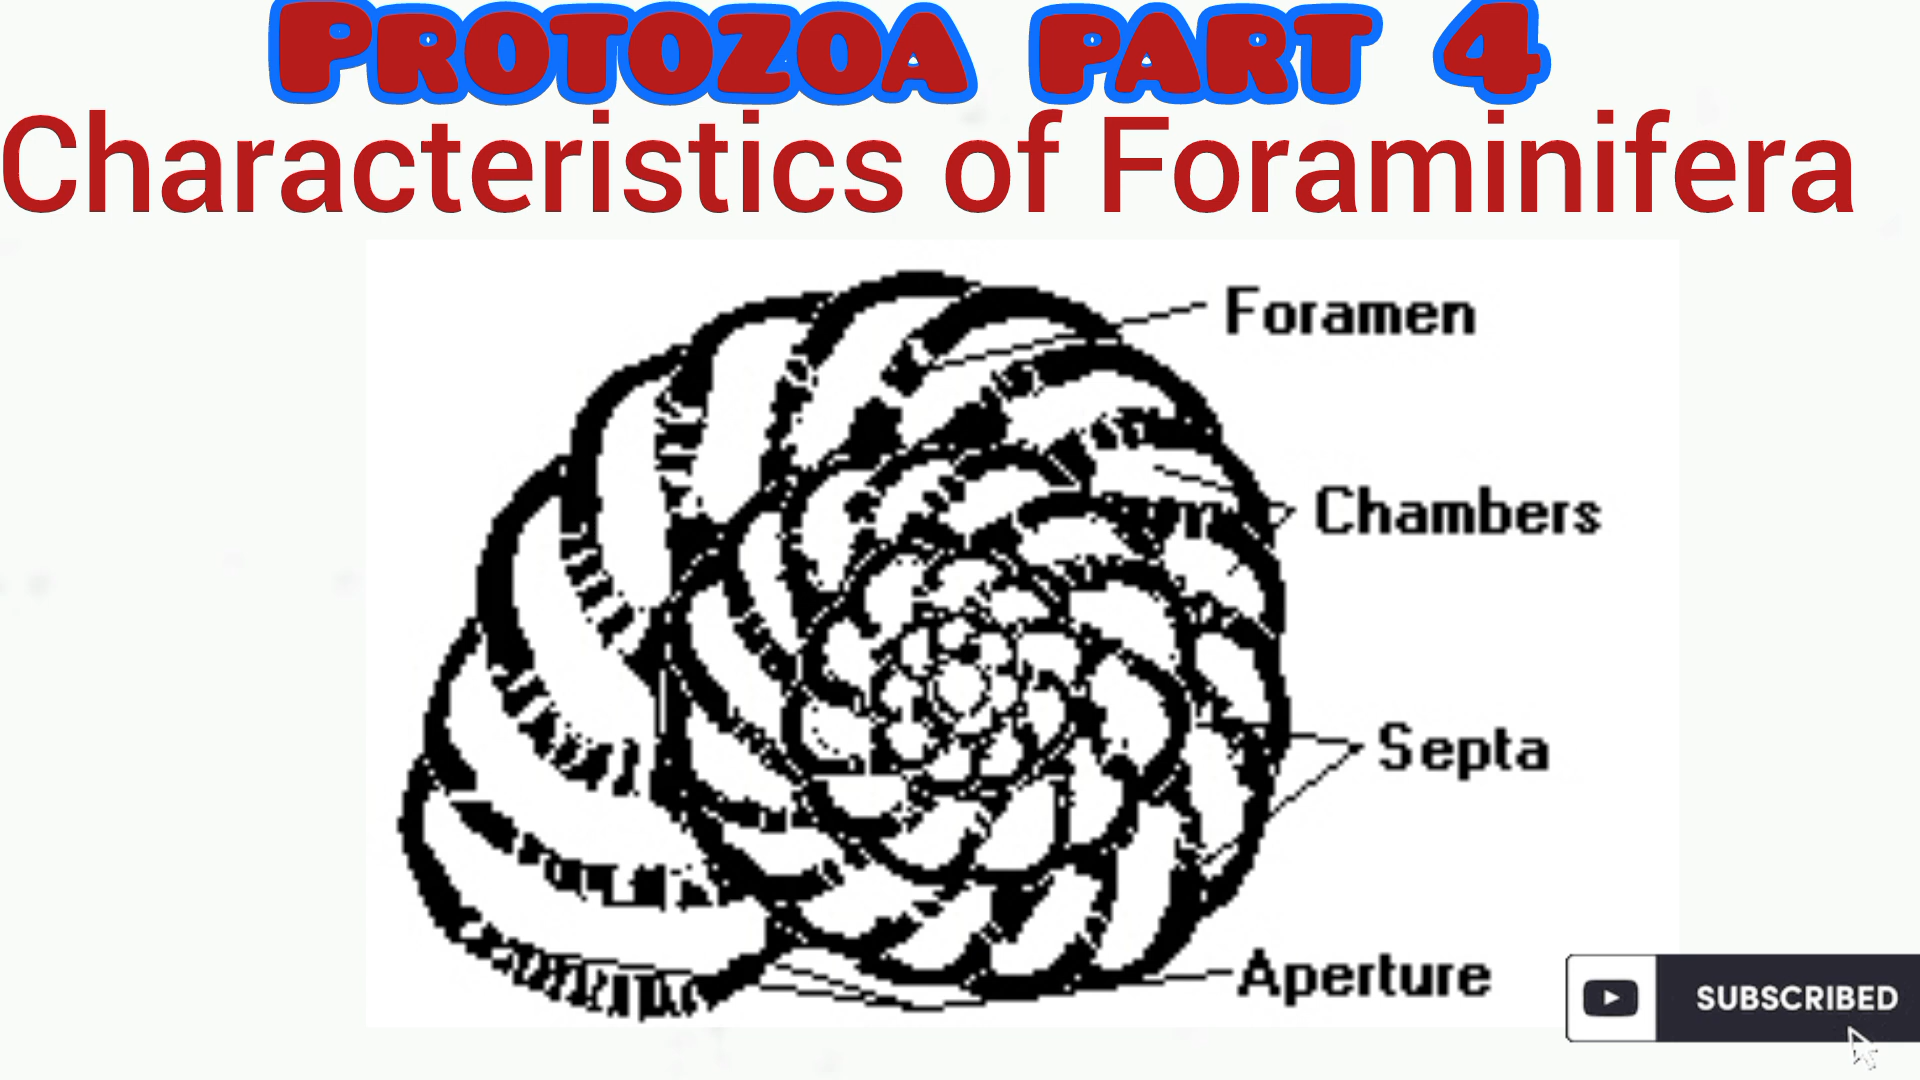 PROTOZOA PART 4
Characteristics of Foraminifera
Foramen
Chambers
Septa
Aperture
SUBSCRIBED